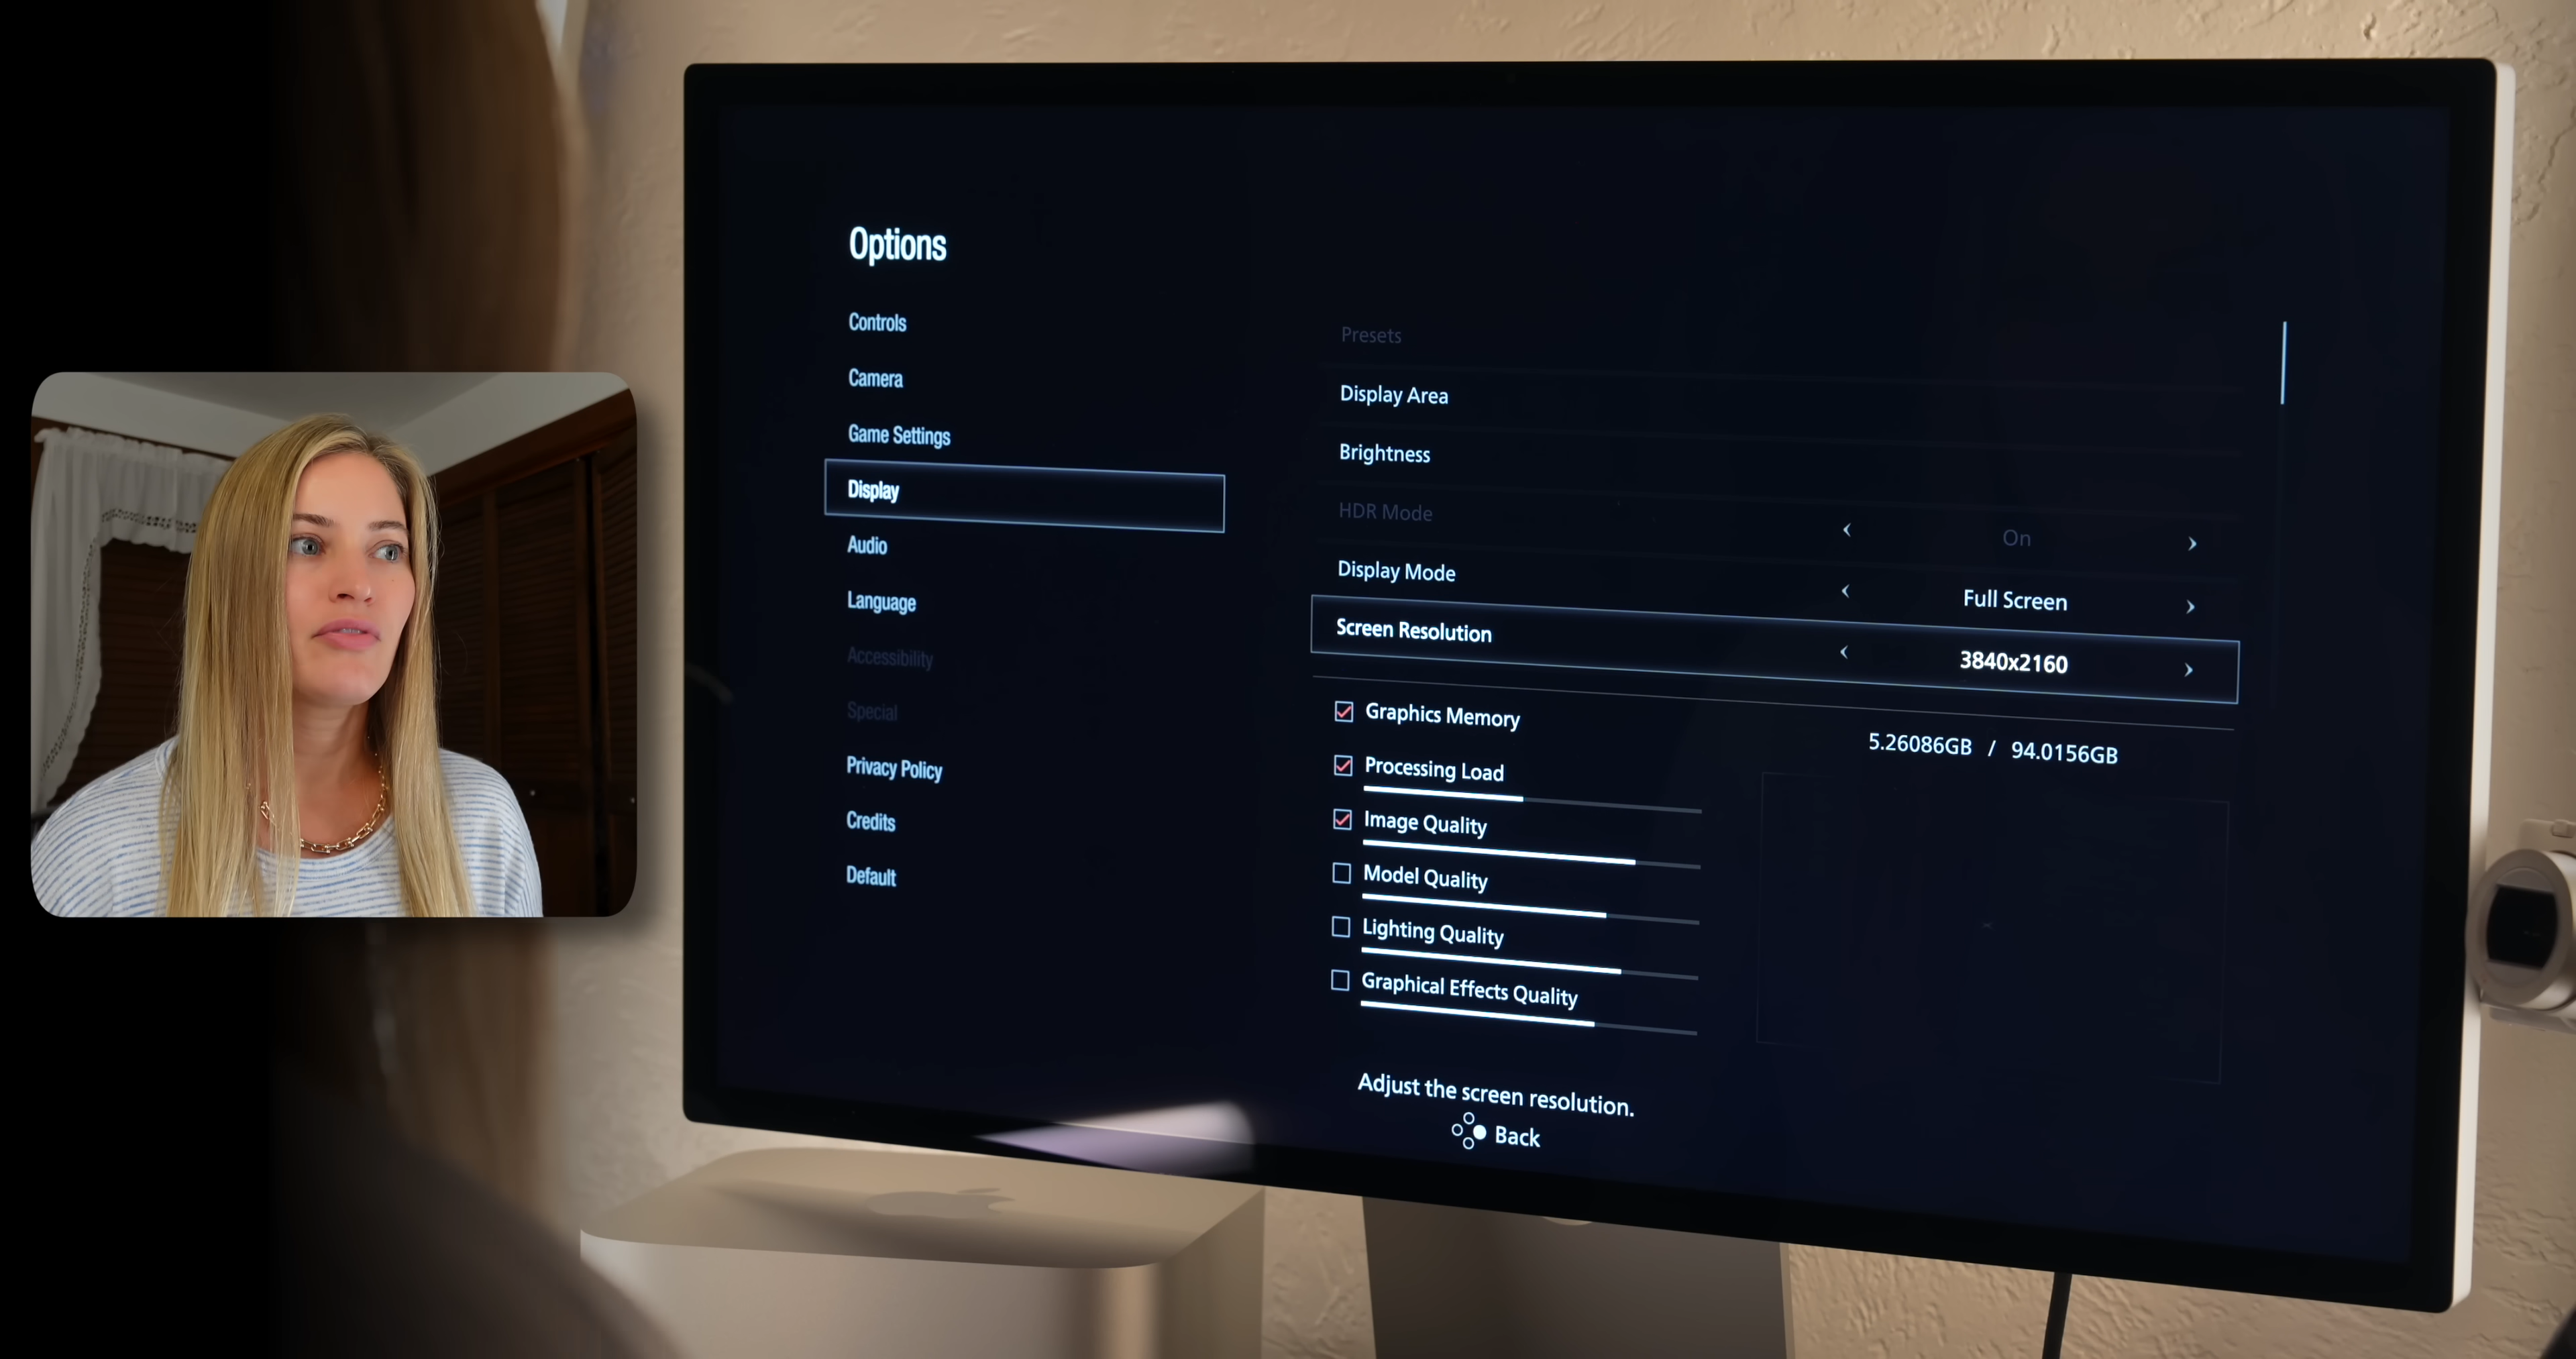 Options
Controls
Camera
Game Settings
Display
Audio
Language
Accessibility
Special
Privacy Policy
Credits
Default
Presets
Display Area
Brightness
HDR Mode On
Display Mode Full Screen
Screen Resolution 3840x2160
Graphics Memory 5.26086GB / 94.0156GB
Processing Load
Image Quality
Model Quality
Lighting Quality
Graphical Effects Quality
Adjust the screen resolution.
Back